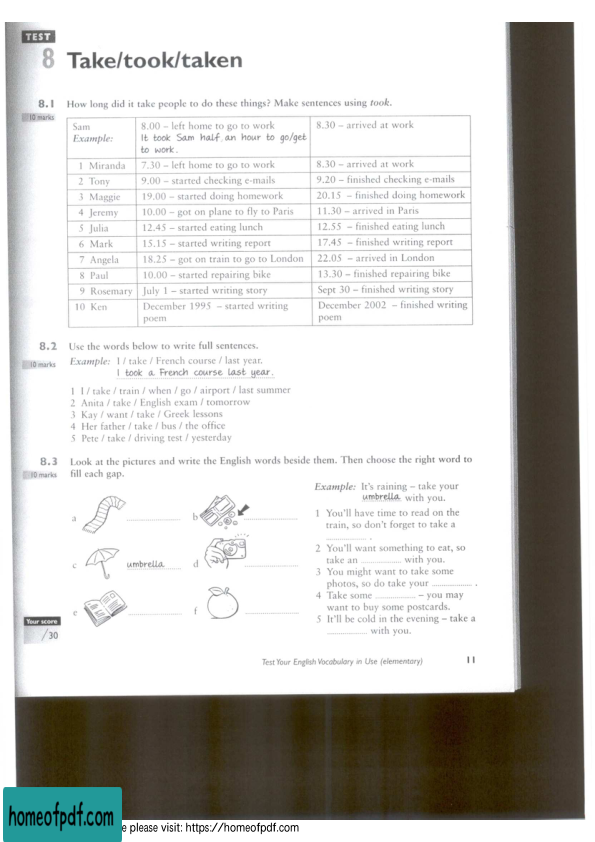 TEST
8 Take/took/taken
8.1 How long did it take people to do these things? Make sentences using took.
10 marks
Sam 8.00 – left home to go to work 8.30 – arrived at work
Example: It took Sam half an hour to go/get
to work.
1 Miranda 7.30 – left home to go to work 8.30 – arrived at work
2 Tony 9.00 – started checking e-mails 9.20 – finished checking e-mails
3 Maggie 19.00 – started doing homework 20.15 – finished doing homework
4 Jeremy 10.00 – got on plane to fly to Paris 11.30 – arrived in Paris
5 Julia 12.45 – started eating lunch 12.55 – finished eating lunch
6 Mark 15.15 – started writing report 17.45 – finished writing report
7 Angela 18.25 – got on train to go to London 22.05 – arrived in London
8 Paul 10.00 – started repairing bike 13.30 – finished repairing bike
9 Rosemary July 1 – started writing story Sept 30 – finished writing story
10 Ken December 1995 – started writing December 2002 – finished writing
poem poem
8.2 Use the words below to write full sentences.
10 marks Example: I / take / French course / last year.
I took a French course last year.
1 I / take / train / when / go / airport / last summer
2 Anita / take / English exam / tomorrow
3 Kay / want / take / Greek lessons
4 Her father / take / bus / the office
5 Pete / take / driving test / yesterday
8.3 Look at the pictures and write the English words beside them. Then choose the right word to
10 marks fill each gap.
a ....................
b ....................
c umbrella
d ....................
e ....................
f ....................
Example: It's raining – take your
umbrella with you.
1 You'll have time to read on the
train, so don't forget to take a
.................... .
2 You'll want something to eat, so
take an .................... with you.
3 You might want to take some
photos, so do take your .................... .
4 Take some .................... – you may
want to buy some postcards.
5 It'll be cold in the evening – take a
.................... with you.
Your score
/30
Test Your English Vocabulary in Use (elementary) 11
homeofpdf.com
e please visit: https://homeofpdf.com